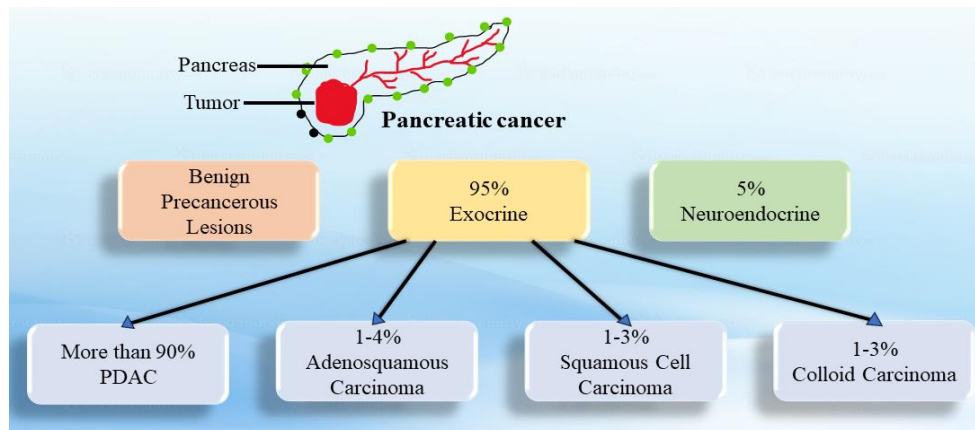 Pancreas
Tumor
Pancreatic cancer
Benign
Precancerous
Lesions
95%
Exocrine
5%
Neuroendocrine
More than 90%
PDAC
1-4%
Adenosquamous
Carcinoma
1-3%
Squamous Cell
Carcinoma
1-3%
Colloid Carcinoma